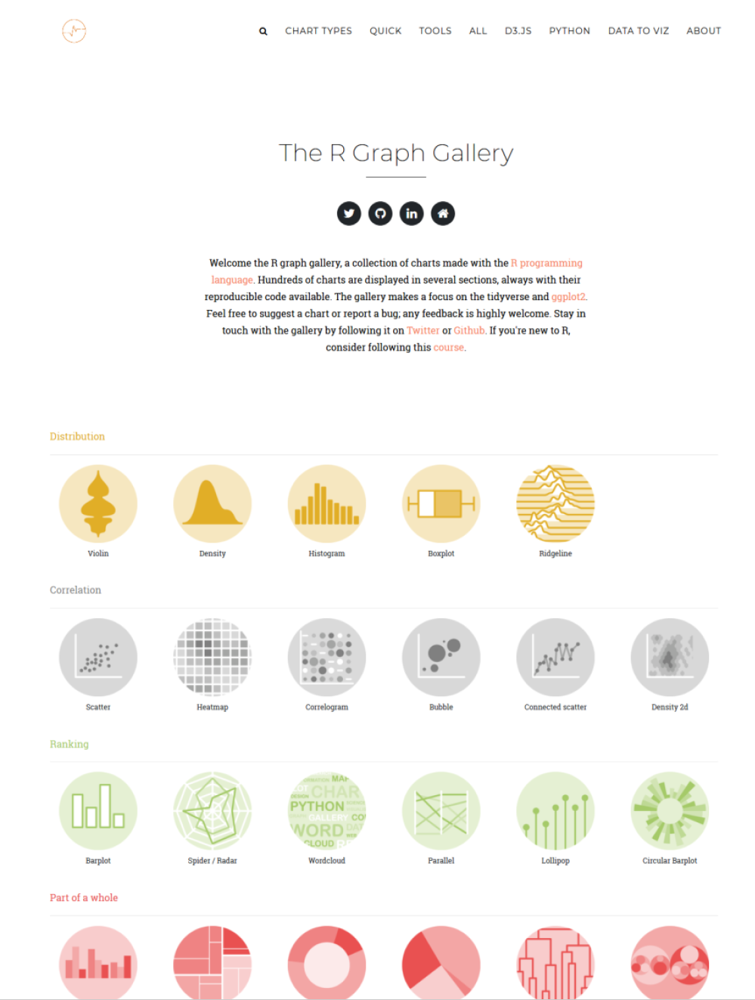 CHART TYPES QUICK TOOLS ALL D3.JS PYTHON DATA TO VIZ ABOUT
The R Graph Gallery
Welcome the R graph gallery, a collection of charts made with the R programming
language. Hundreds of charts are displayed in several sections, always with their
reproducible code available. The gallery makes a focus on the tidyverse and ggplot2.
Feel free to suggest a chart or report a bug; any feedback is highly welcome. Stay in
touch with the gallery by following it on Twitter or Github. If you're new to R,
consider following this course.
Distribution
Violin Density Histogram Boxplot Ridgeline
Correlation
Scatter Heatmap Correlogram Bubble Connected scatter Density 2d
Ranking
CHAR
PYTHON
GALLERY
WORD
CLOUD
Barplot Spider / Radar Wordcloud Parallel Lollipop Circular Barplot
Part of a whole